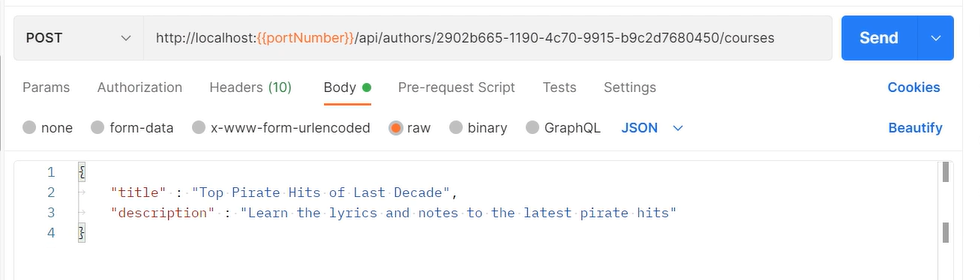 POST http://localhost:{{portNumber}}/api/authors/2902b665-1190-4c70-9915-b9c2d7680450/courses Send
Params Authorization Headers (10) Body Pre-request Script Tests Settings Cookies
none form-data x-www-form-urlencoded raw binary GraphQL JSON Beautify
1 {
2 "title" : "Top Pirate Hits of Last Decade",
3 "description" : "Learn the lyrics and notes to the latest pirate hits"
4 }